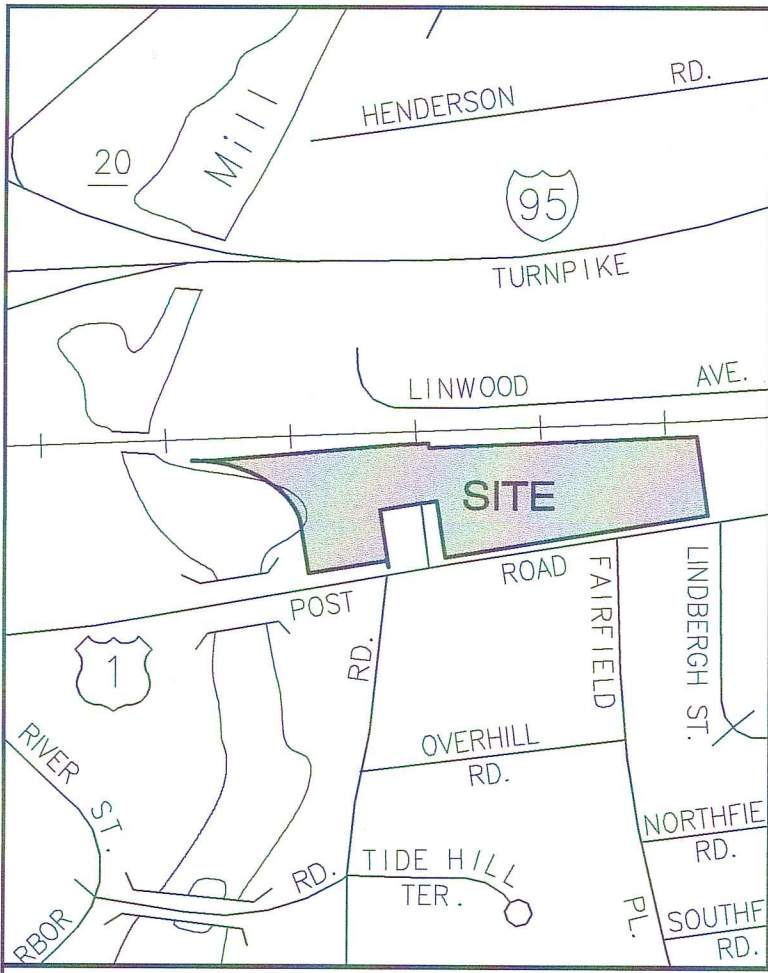 HENDERSON RD.
20
Mill
95
TURNPIKE
LINWOOD AVE.
SITE
POST ROAD
1
RD.
FAIRFIELD PL.
LINDBERGH ST.
RIVER ST.
OVERHILL
RD.
NORTHFIE
RD.
TIDE HILL
TER.
RD.
RBOR
SOUTHF
RD.